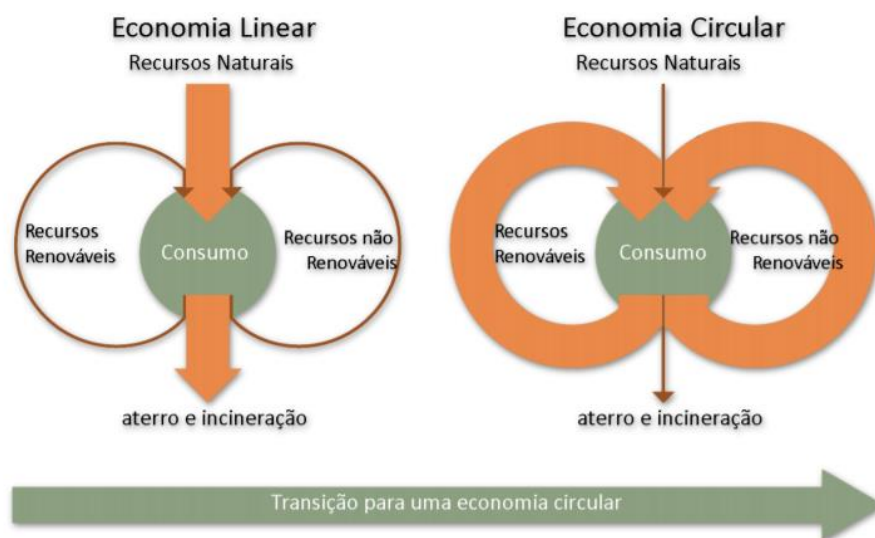 Economia Linear
Recursos Naturais
Recursos
Renováveis
Consumo
Recursos não
Renováveis
aterro e incineração
Economia Circular
Recursos Naturais
Recursos
Renováveis
Consumo
Recursos não
Renováveis
aterro e incineração
Transição para uma economia circular